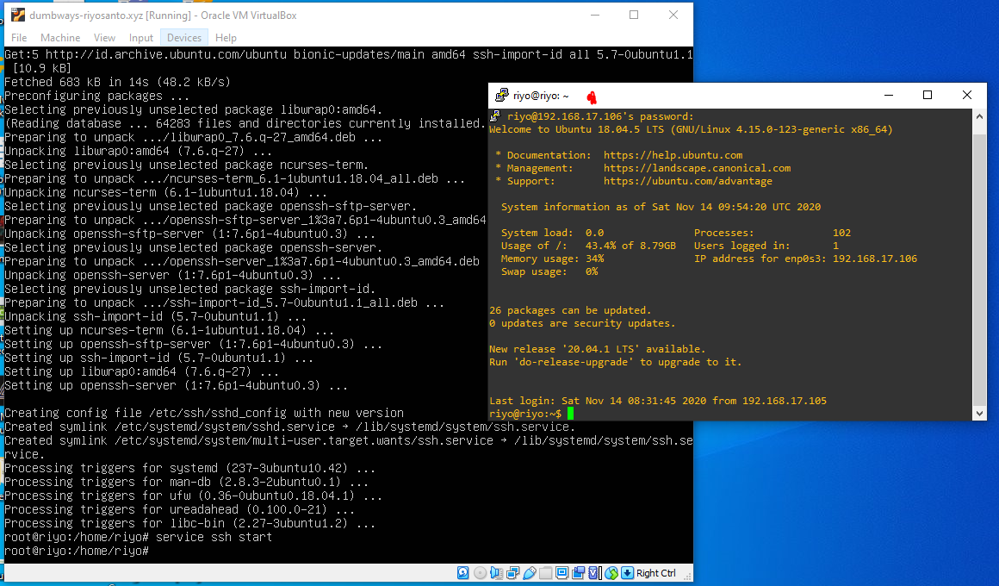 dumbways-riyosanto.xyz [Running] - Oracle VM VirtualBox
File Machine View Input Devices Help
Get:5 http://id.archive.ubuntu.com/ubuntu bionic-updates/main amd64 ssh-import-id all 5.7-0ubuntu1.1
[10.9 kB]
Fetched 683 kB in 14s (48.2 kB/s)
Preconfiguring packages ...
Selecting previously unselected package libwrap0:amd64.
(Reading database ... 64283 files and directories currently installed.
Preparing to unpack .../libwrap0_7.6.q-27_amd64.deb ...
Unpacking libwrap0:amd64 (7.6.q-27) ...
Selecting previously unselected package ncurses-term.
Preparing to unpack .../ncurses-term_6.1-1ubuntu1.18.04_all.deb ...
Unpacking ncurses-term (6.1-1ubuntu1.18.04) ...
Selecting previously unselected package openssh-sftp-server.
Preparing to unpack .../openssh-sftp-server_1%3a7.6p1-4ubuntu0.3_amd64
Unpacking openssh-sftp-server (1:7.6p1-4ubuntu0.3) ...
Selecting previously unselected package openssh-server.
Preparing to unpack .../openssh-server_1%3a7.6p1-4ubuntu0.3_amd64.deb
Unpacking openssh-server (1:7.6p1-4ubuntu0.3) ...
Selecting previously unselected package ssh-import-id.
Preparing to unpack .../ssh-import-id_5.7-0ubuntu1.1_all.deb ...
Unpacking ssh-import-id (5.7-0ubuntu1.1) ...
Setting up ncurses-term (6.1-1ubuntu1.18.04) ...
Setting up openssh-sftp-server (1:7.6p1-4ubuntu0.3) ...
Setting up ssh-import-id (5.7-0ubuntu1.1) ...
Setting up libwrap0:amd64 (7.6.q-27) ...
Setting up openssh-server (1:7.6p1-4ubuntu0.3) ...
Creating config file /etc/ssh/sshd_config with new version
Created symlink /etc/systemd/system/sshd.service → /lib/systemd/system/ssh.service.
Created symlink /etc/systemd/system/multi-user.target.wants/ssh.service → /lib/systemd/system/ssh.se
rvice.
Processing triggers for systemd (237-3ubuntu10.42) ...
Processing triggers for man-db (2.8.3-2ubuntu0.1) ...
Processing triggers for ufw (0.36-0ubuntu0.18.04.1) ...
Processing triggers for ureadahead (0.100.0-21) ...
Processing triggers for libc-bin (2.27-3ubuntu1.2) ...
root@riyo:/home/riyo# service ssh start
root@riyo:/home/riyo#
Right Ctrl
riyo@riyo: ~
riyo@192.168.17.106's password:
Welcome to Ubuntu 18.04.5 LTS (GNU/Linux 4.15.0-123-generic x86_64)
* Documentation: https://help.ubuntu.com
* Management: https://landscape.canonical.com
* Support: https://ubuntu.com/advantage
System information as of Sat Nov 14 09:54:20 UTC 2020
System load: 0.0 Processes: 102
Usage of /: 43.4% of 8.79GB Users logged in: 1
Memory usage: 34% IP address for enp0s3: 192.168.17.106
Swap usage: 0%
26 packages can be updated.
0 updates are security updates.
New release '20.04.1 LTS' available.
Run 'do-release-upgrade' to upgrade to it.
Last login: Sat Nov 14 08:31:45 2020 from 192.168.17.105
riyo@riyo:~$